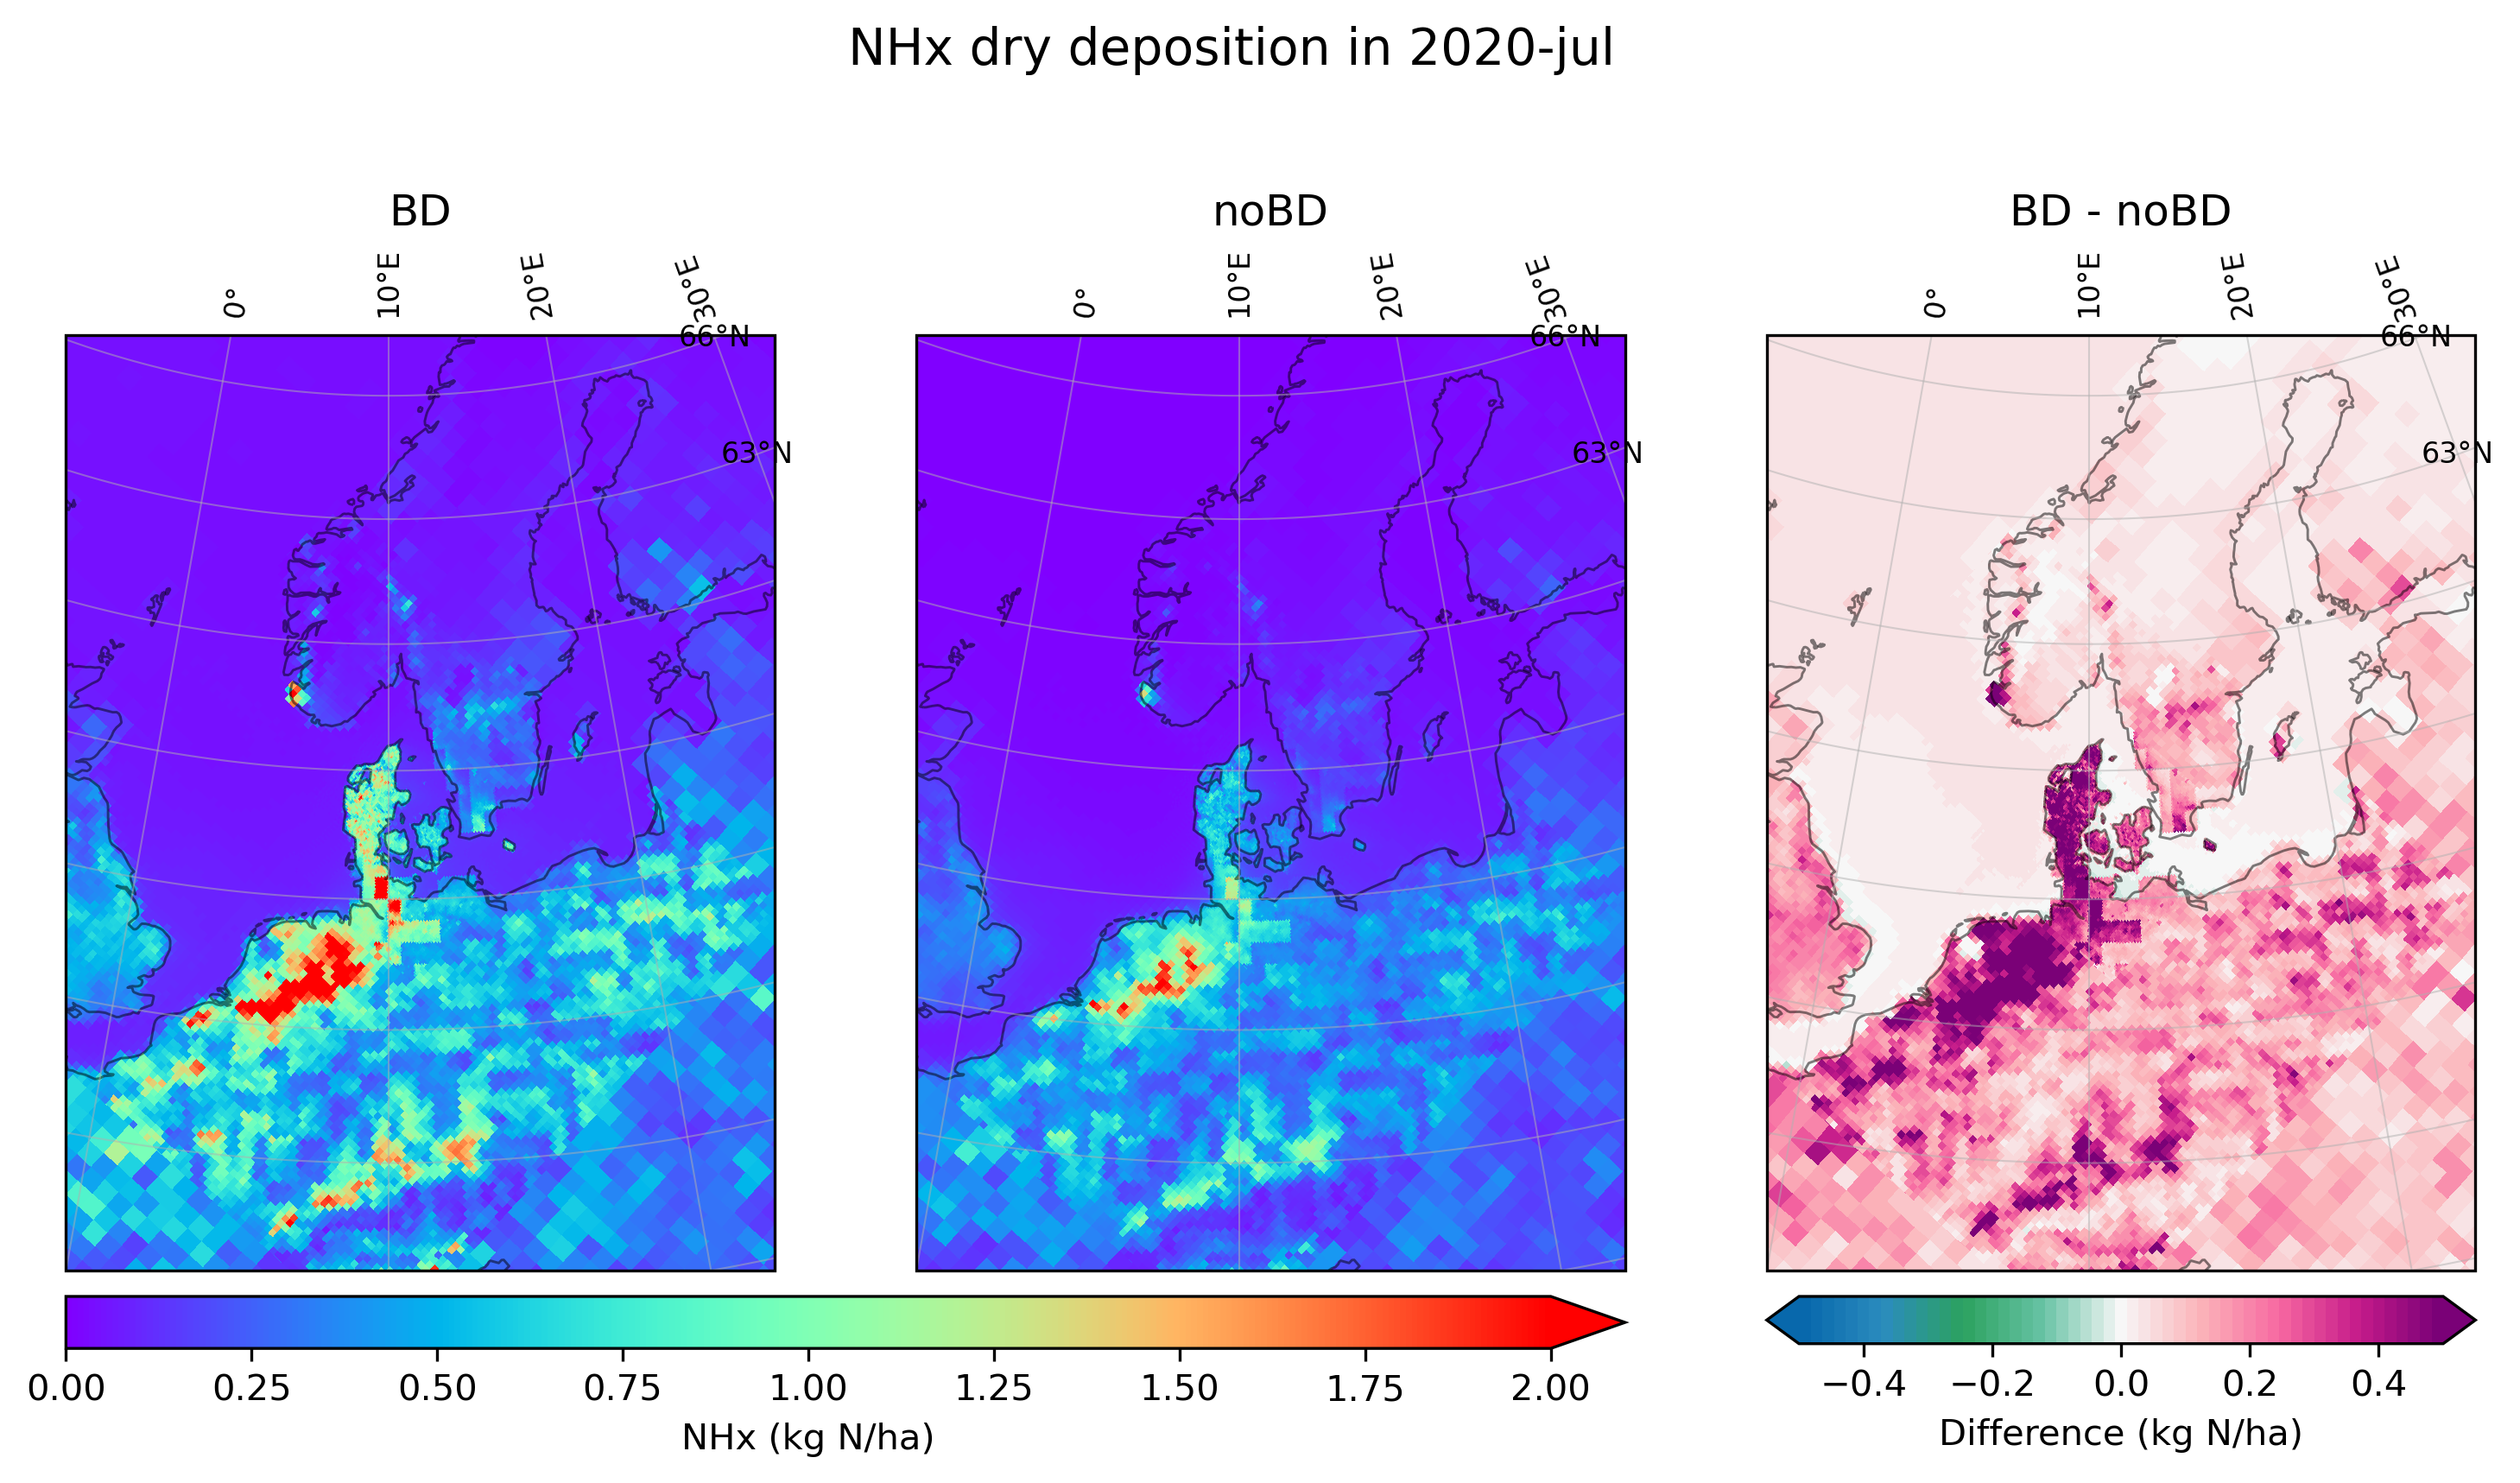 NHx dry deposition in 2020-jul
BD
noBD
BD - noBD
0°
10°E
20°E
30°E
66°N
63°N
0°
10°E
20°E
30°E
66°N
63°N
0°
10°E
20°E
30°E
66°N
63°N
0.00 0.25 0.50 0.75 1.00 1.25 1.50 1.75 2.00
NHx (kg N/ha)
−0.4 −0.2 0.0 0.2 0.4
Difference (kg N/ha)